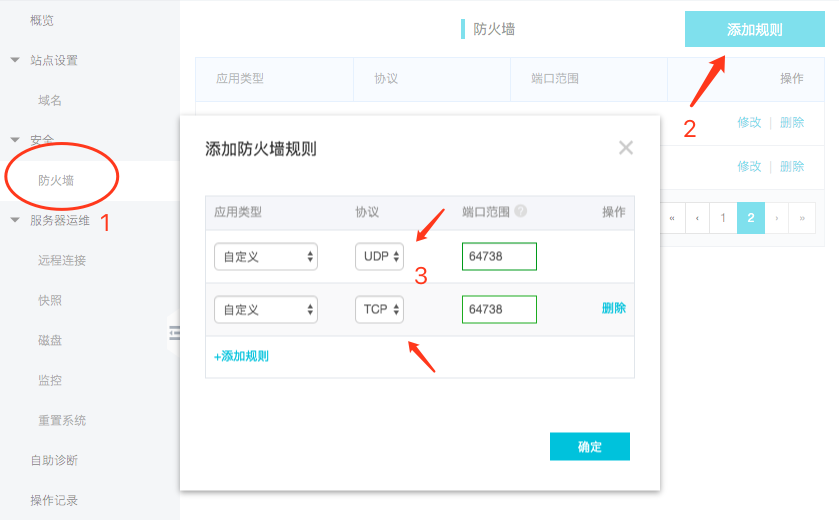 概览
站点设置
域名
安全
防火墙
服务器运维
远程连接
快照
磁盘
监控
重置系统
自助诊断
操作记录
1
防火墙
添加规则
2
应用类型 协议 端口范围 操作
修改 | 删除
修改 | 删除
« ‹ 1 2 › »
添加防火墙规则 ×
应用类型 协议 端口范围 ? 操作
自定义 UDP 64738
3
自定义 TCP 64738 删除
+添加规则
确定